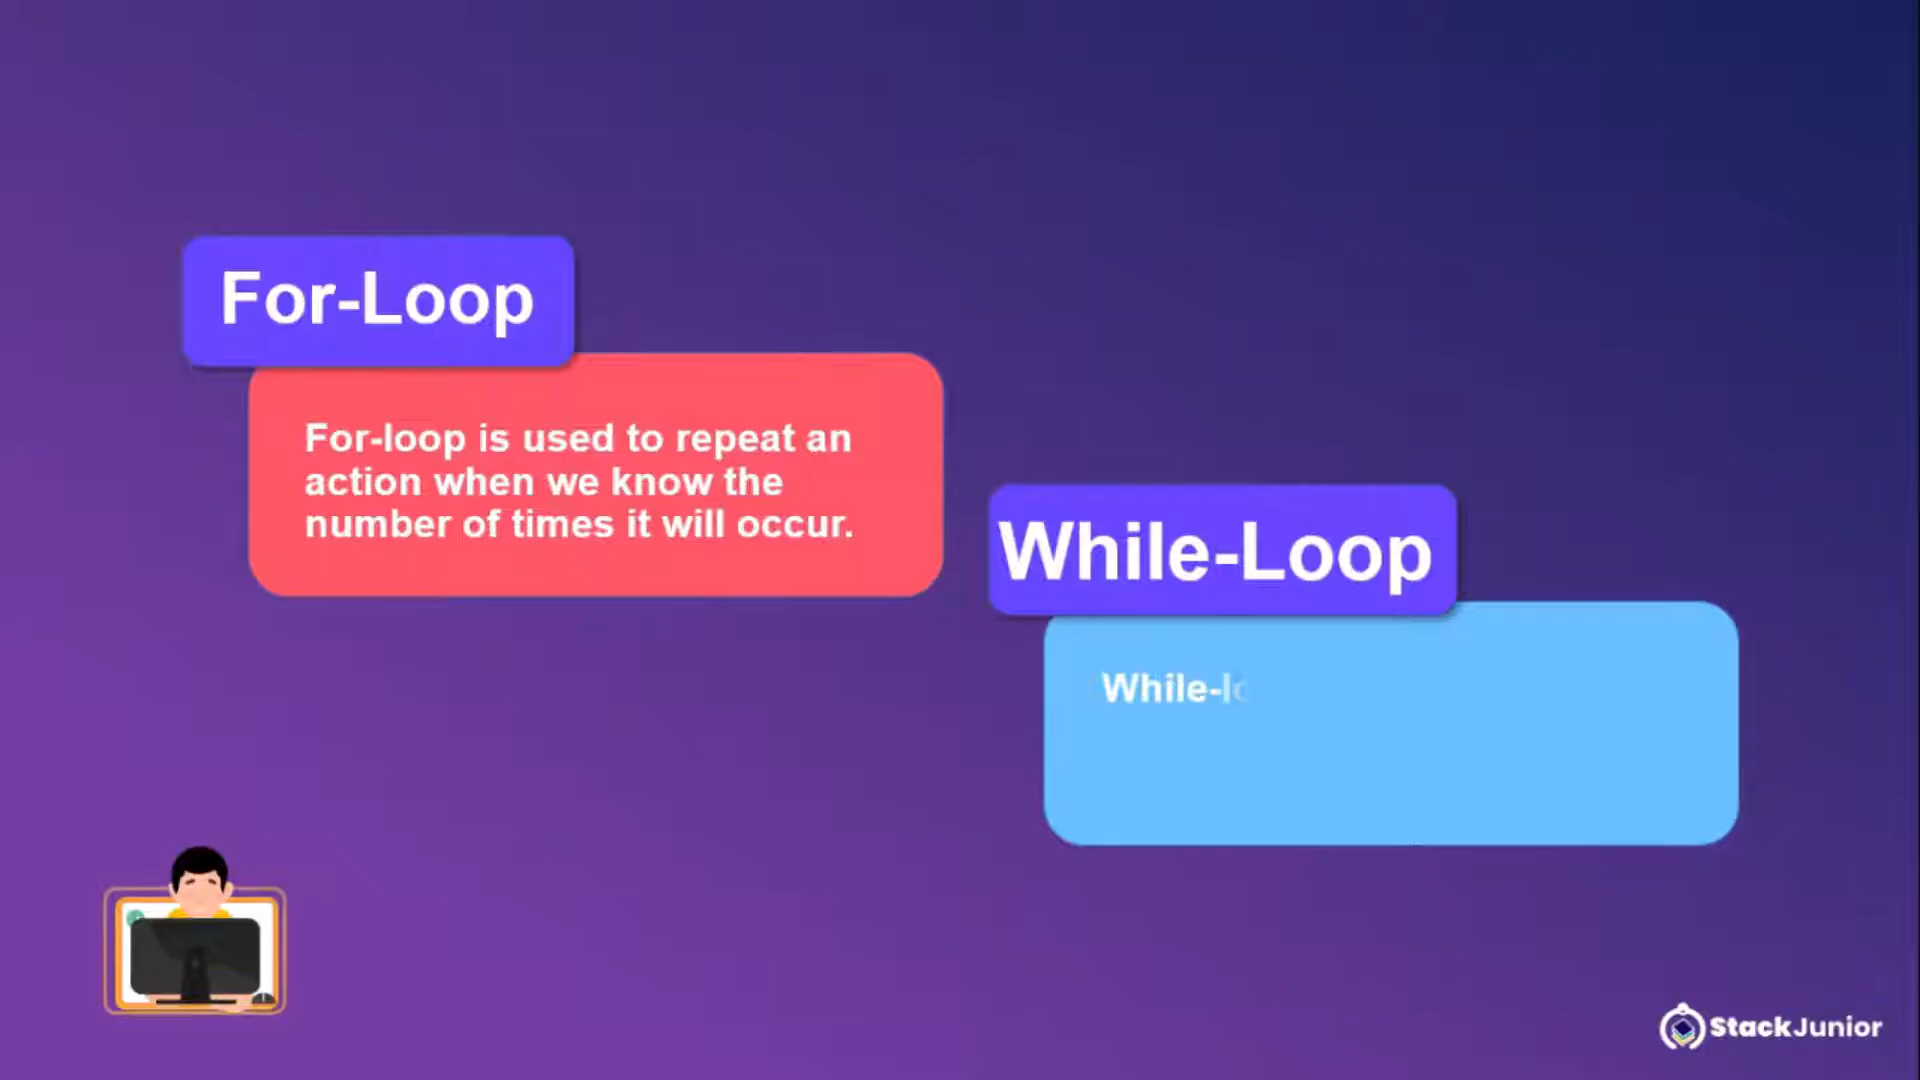 For-Loop
For-loop is used to repeat an
action when we know the
number of times it will occur.
While-Loop
While-l
StackJunior